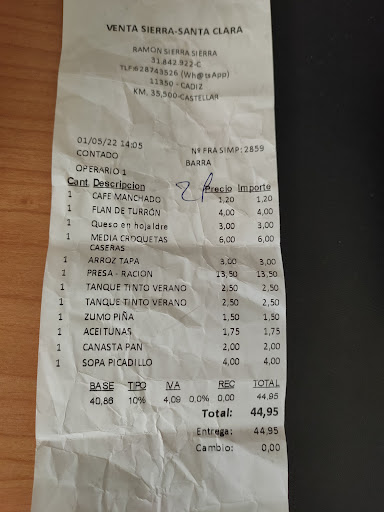 VENTA SIERRA-SANTA CLARA
RAMON SIERRA SIERRA
31.842.922-C
TLF:628743526 (Wh@tsApp)
11350 - CADIZ
KM. 35,500-CASTELLAR
01/05/22 14:05 Nº FRA SIMP: 2859
CONTADO BARRA
OPERARIO 1
Cant. Descripcion Precio Importe
1 CAFE MANCHADO 1,20 1,20
1 FLAN DE TURRÓN 4,00 4,00
1 Queso en hojaldre 3,00 3,00
1 MEDIA CROQUETAS 6,00 6,00
CASERAS
1 ARROZ TAPA 3,00 3,00
1 PRESA - RACIÓN 13,50 13,50
1 TANQUE TINTO VERANO 2,50 2,50
1 TANQUE TINTO VERANO 2,50 2,50
1 ZUMO PIÑA 1,50 1,50
1 ACEITUNAS 1,75 1,75
1 CANASTA PAN 2,00 2,00
1 SOPA PICADILLO 4,00 4,00
BASE TIPO IVA REC TOTAL
40,86 10% 4,09 0.0% 0,00 44,95
Total: 44,95
Entrega: 44,95
Cambio: 0,00